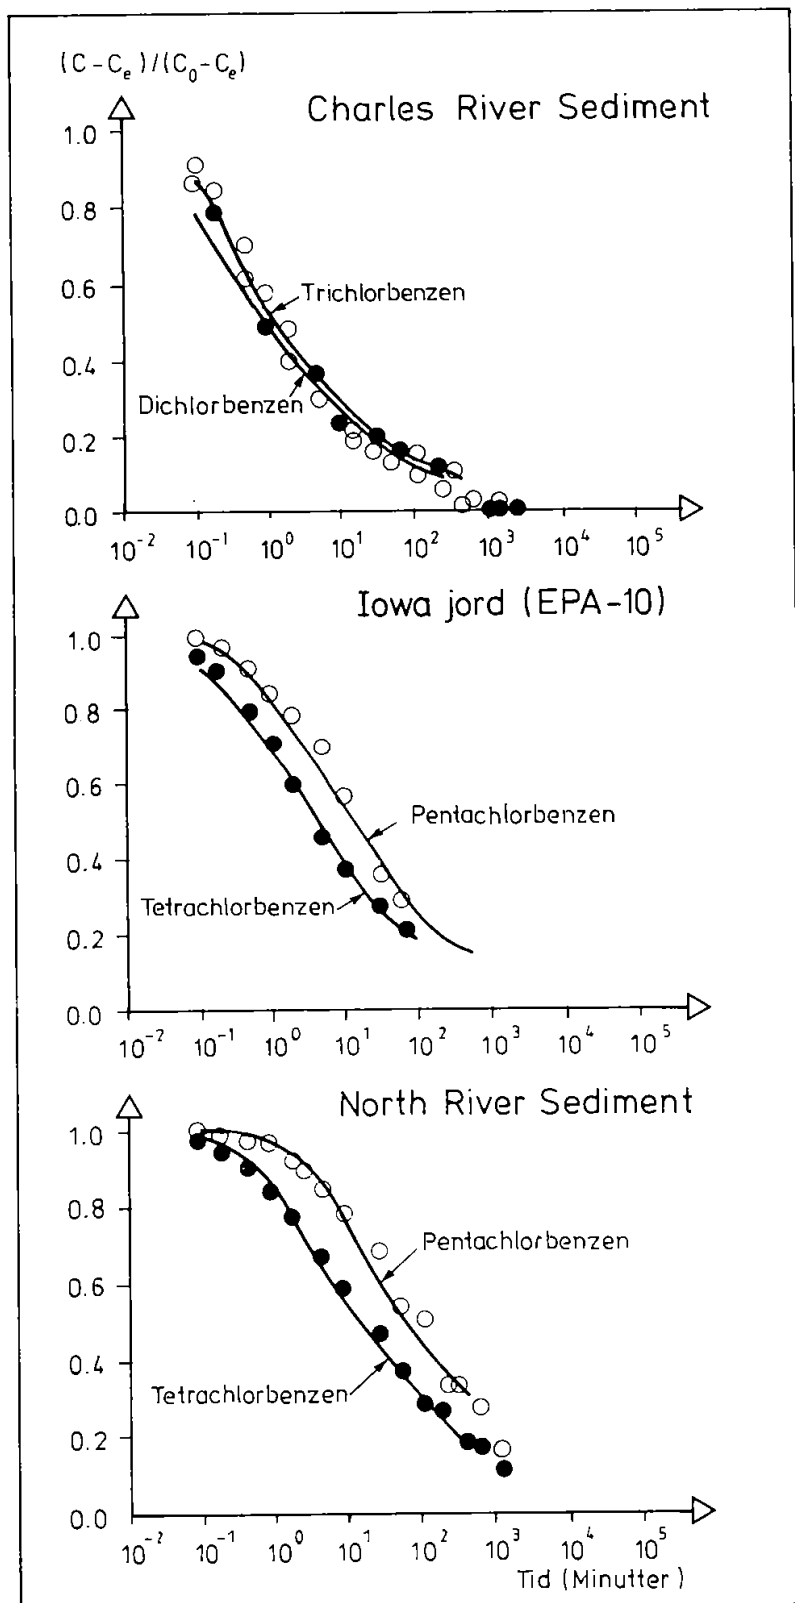 (C-Cₑ)/(C₀-Cₑ)
Charles River Sediment
1.0
0.8
0.6
0.4
0.2
0.0
Trichlorbenzen
Dichlorbenzen
10⁻² 10⁻¹ 10⁰ 10¹ 10² 10³ 10⁴ 10⁵
Iowa jord (EPA-10)
1.0
0.8
0.6
0.4
0.2
0.0
Pentachlorbenzen
Tetrachlorbenzen
10⁻² 10⁻¹ 10⁰ 10¹ 10² 10³ 10⁴ 10⁵
North River Sediment
1.0
0.8
0.6
0.4
0.2
0.0
Pentachlorbenzen
Tetrachlorbenzen
10⁻² 10⁻¹ 10⁰ 10¹ 10² 10³ 10⁴ 10⁵
Tid (Minutter)